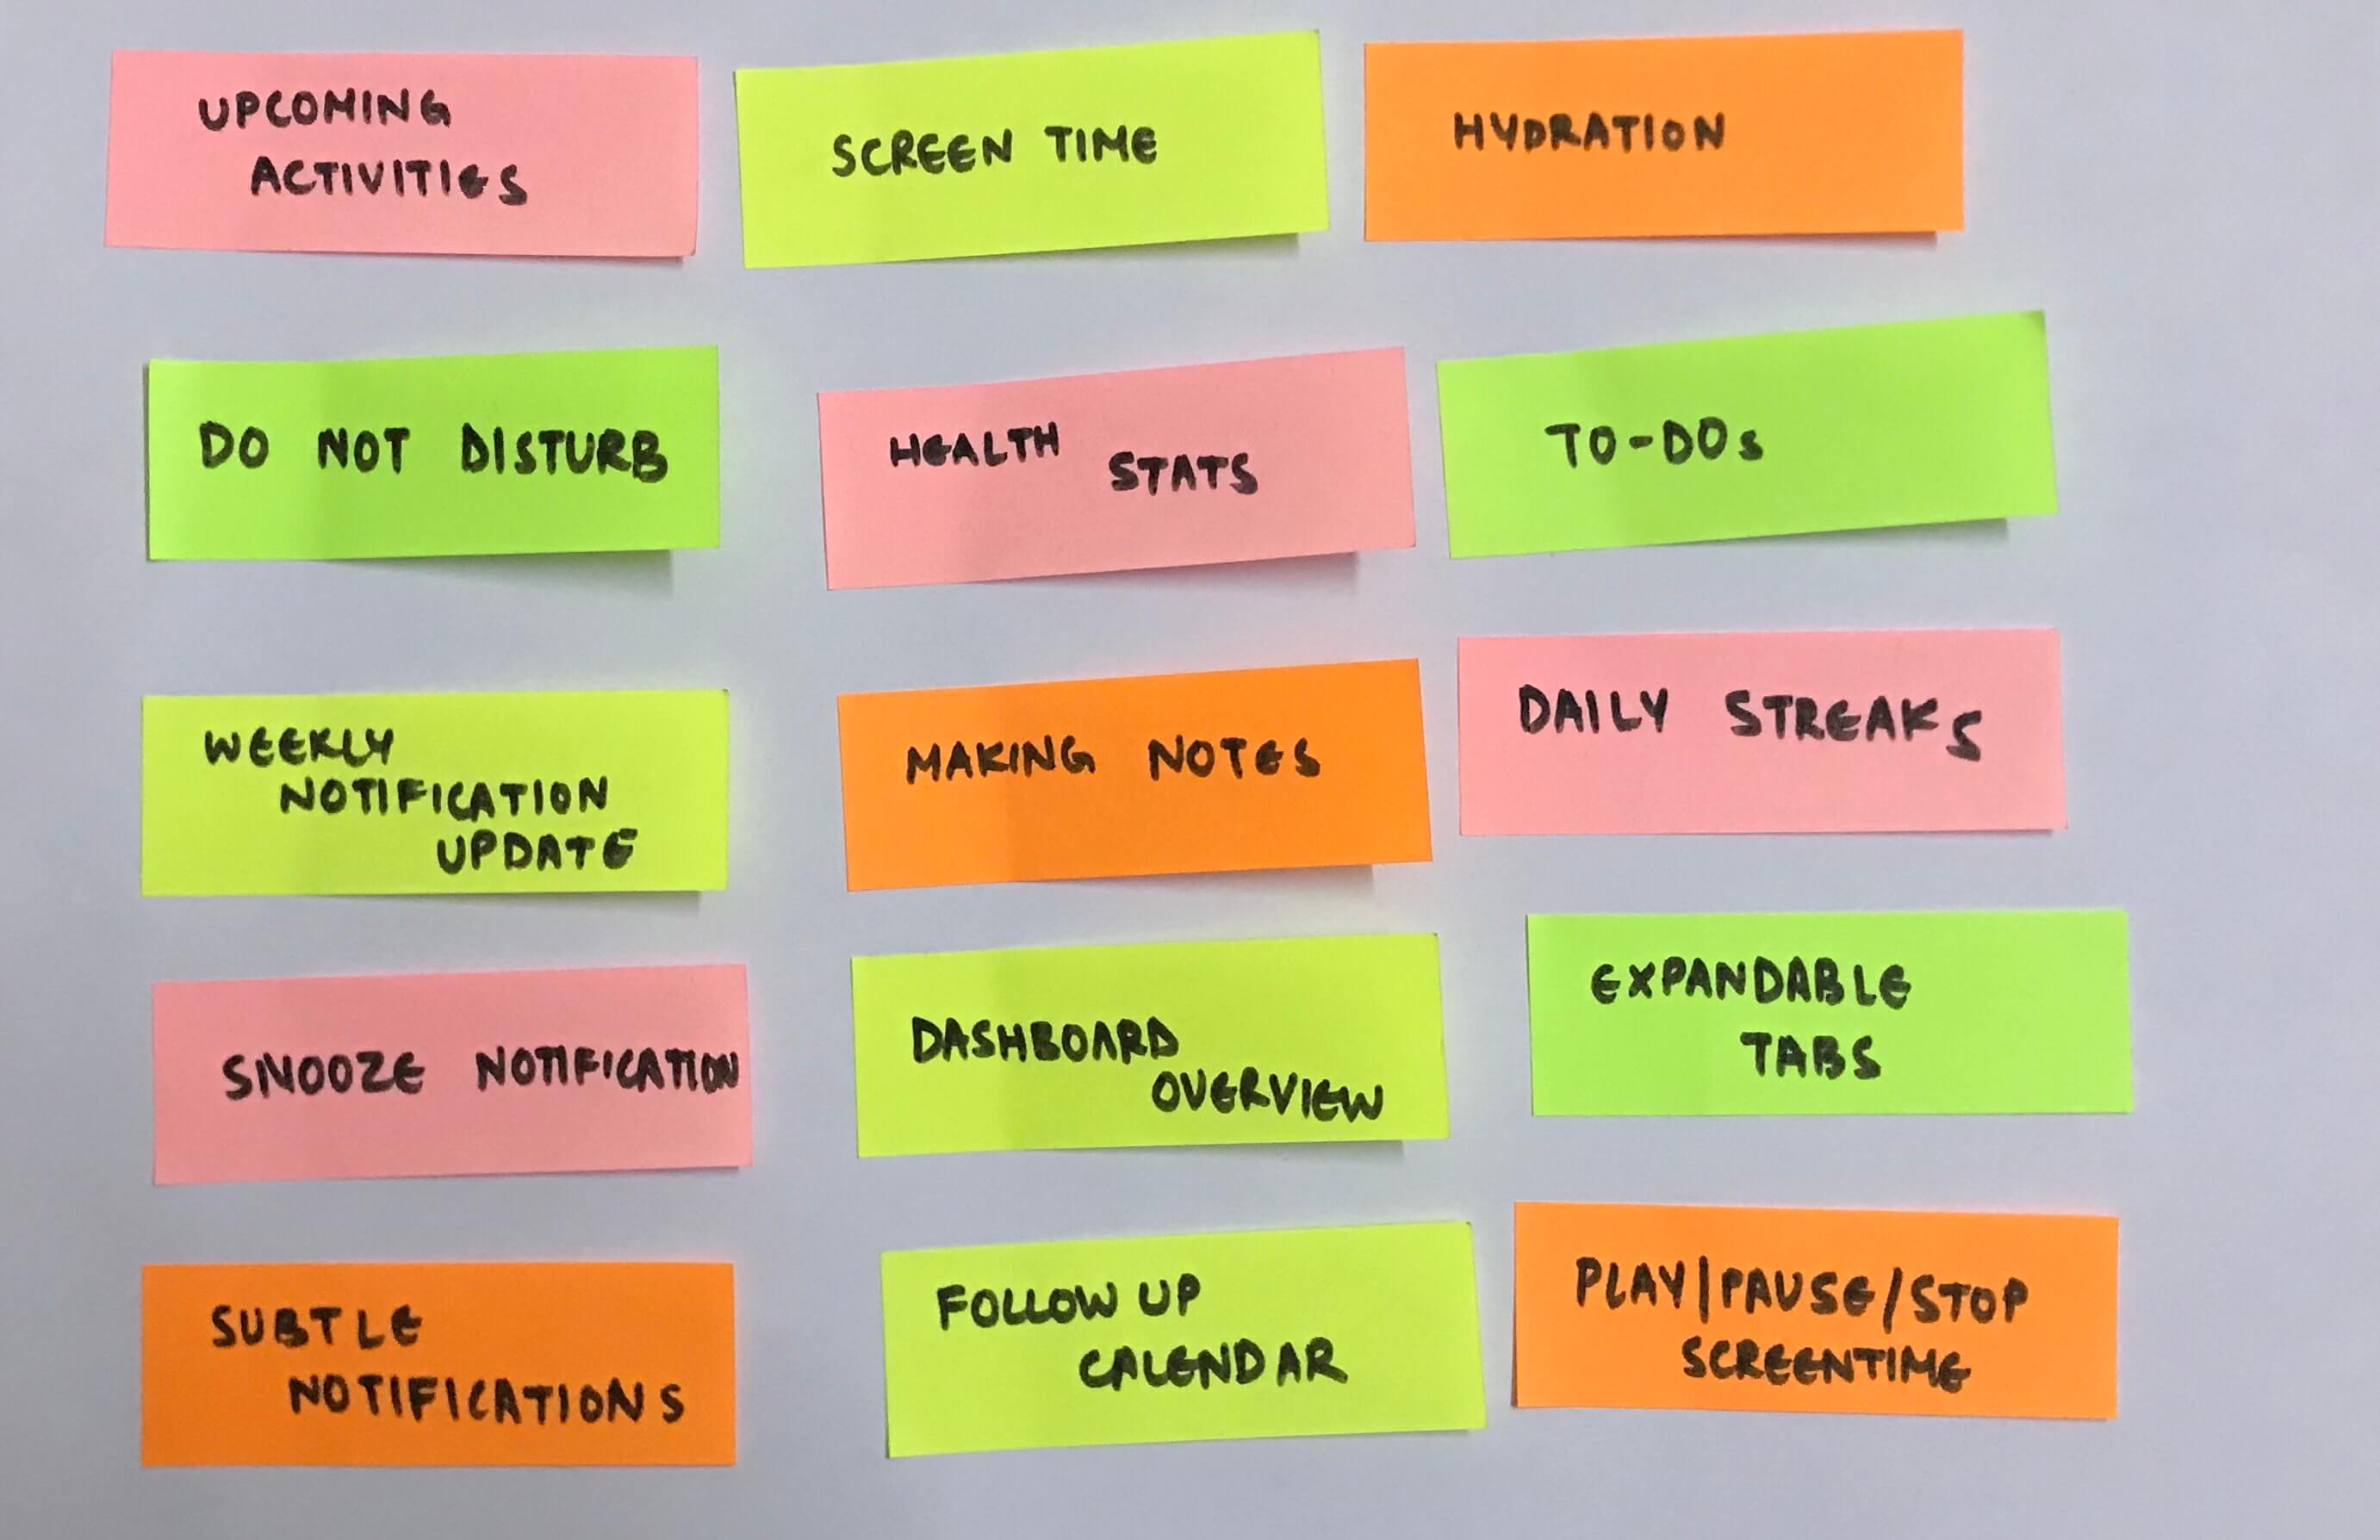 UPCOMING
ACTIVITIES
SCREEN TIME
HYDRATION
DO NOT DISTURB
HEALTH
STATS
TO-DOs
WEEKLY
NOTIFICATION
UPDATE
MAKING NOTES
DAILY STREAKS
SNOOZE NOTIFICATION
DASHBOARD
OVERVIEW
EXPANDABLE
TABS
SUBTLE
NOTIFICATIONS
FOLLOW UP
CALENDAR
PLAY|PAUSE/STOP
SCREENTIME